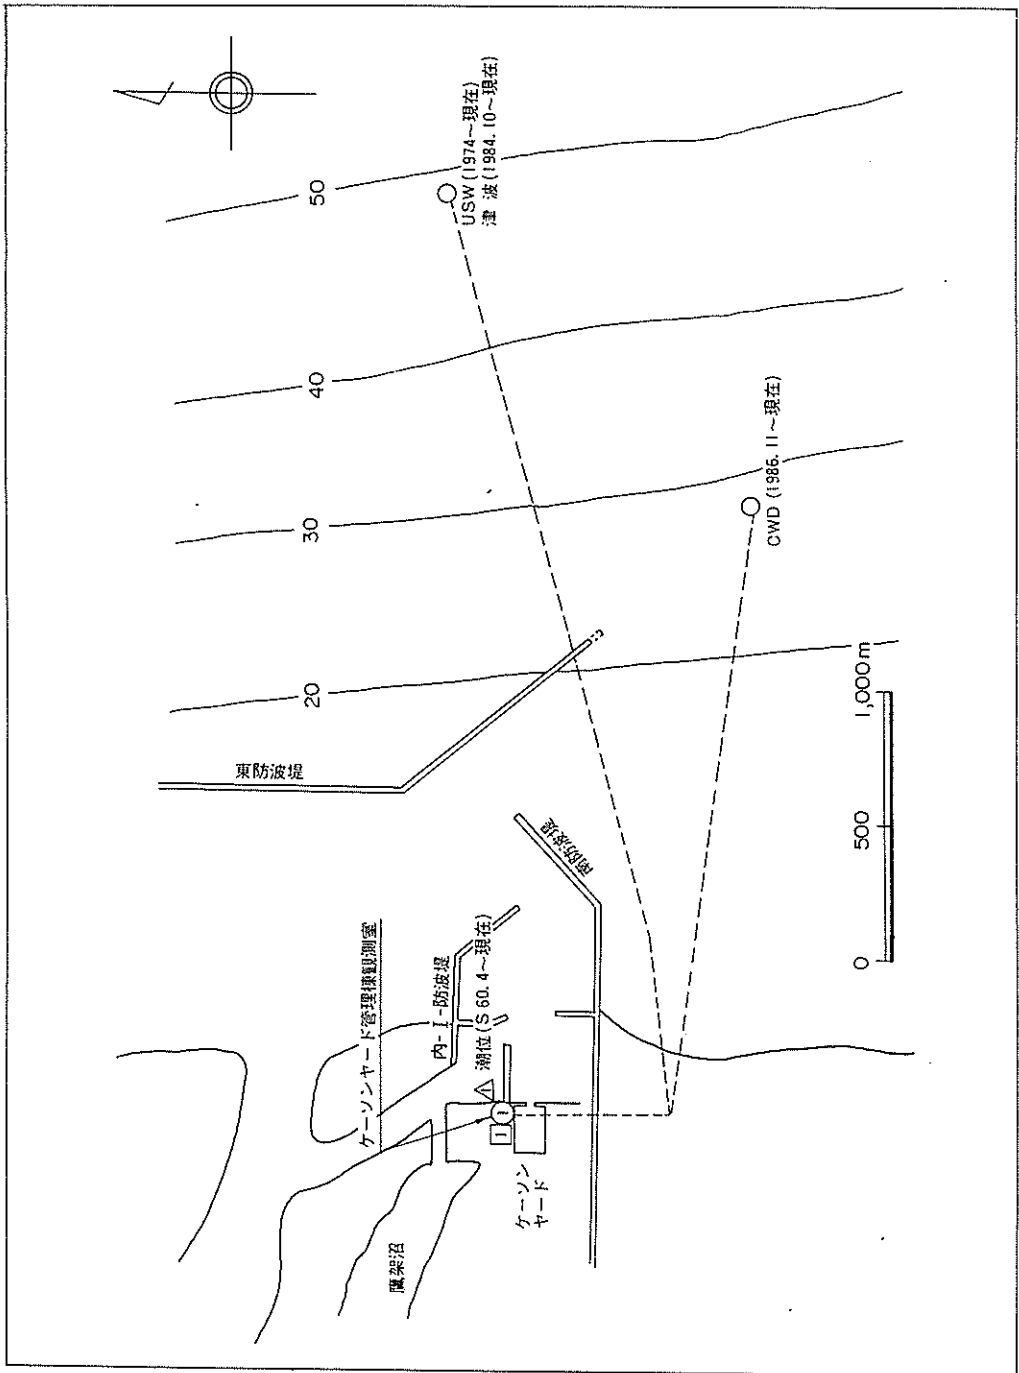 50
USW (1974～現在)
津 波 (1984.10～現在)
40
30
CWD (1986.11～現在)
20
東防波堤
南防波堤
0
500
1,000m
ケーソンヤード管理棟観測室
内-I-防波堤
潮位 (S 60.4～現在)
1
ケーソン
ヤード
鷹架沼